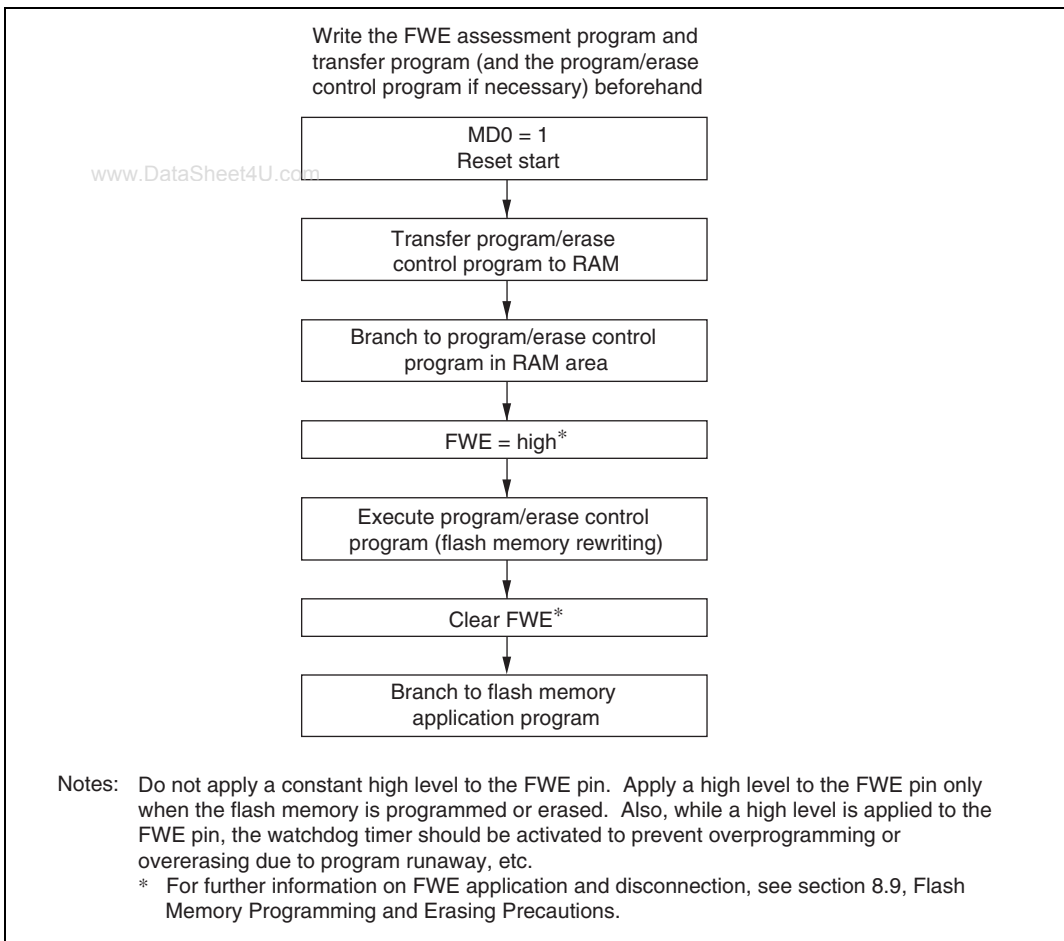 Write the FWE assessment program and
transfer program (and the program/erase
control program if necessary) beforehand
MD0 = 1
Reset start
www.DataSheet4U.com
Transfer program/erase
control program to RAM
Branch to program/erase control
program in RAM area
FWE = high*
Execute program/erase control
program (flash memory rewriting)
Clear FWE*
Branch to flash memory
application program
Notes: Do not apply a constant high level to the FWE pin. Apply a high level to the FWE pin only
when the flash memory is programmed or erased. Also, while a high level is applied to the
FWE pin, the watchdog timer should be activated to prevent overprogramming or
overerasing due to program runaway, etc.
* For further information on FWE application and disconnection, see section 8.9, Flash
Memory Programming and Erasing Precautions.